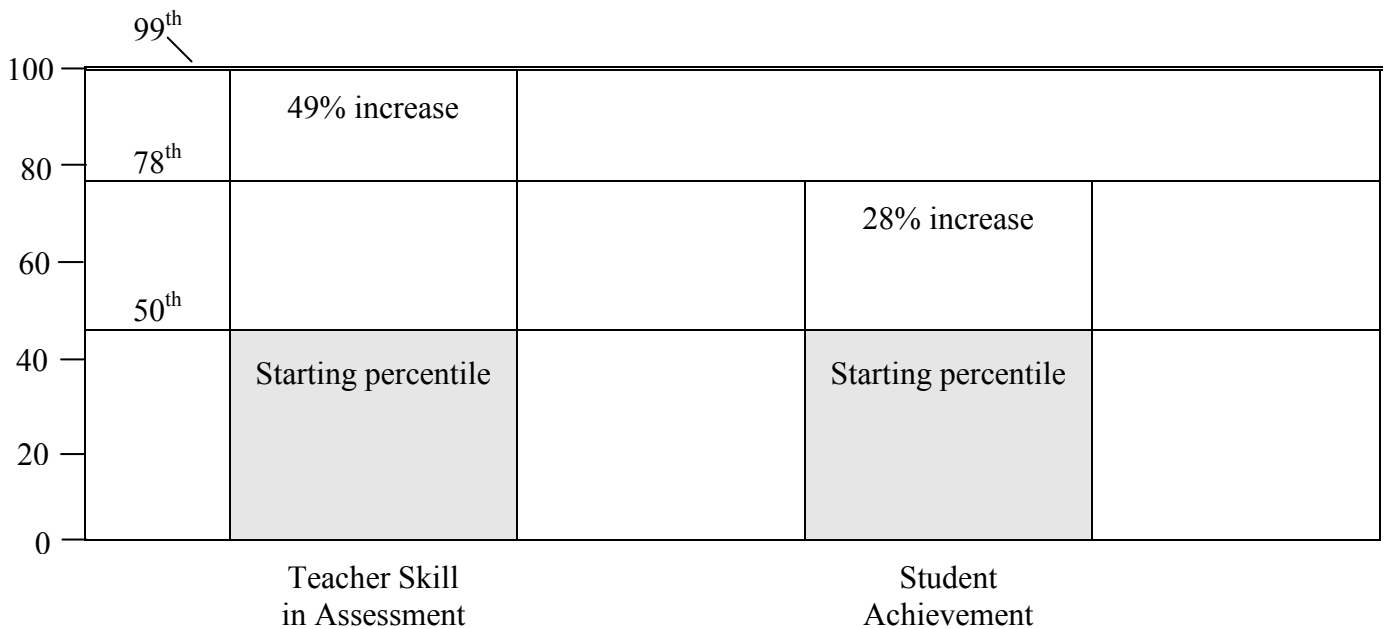 99th
100
49% increase
80
78th
28% increase
60
50th
40
Starting percentile
Starting percentile
20
0
Teacher Skill
in Assessment
Student
Achievement